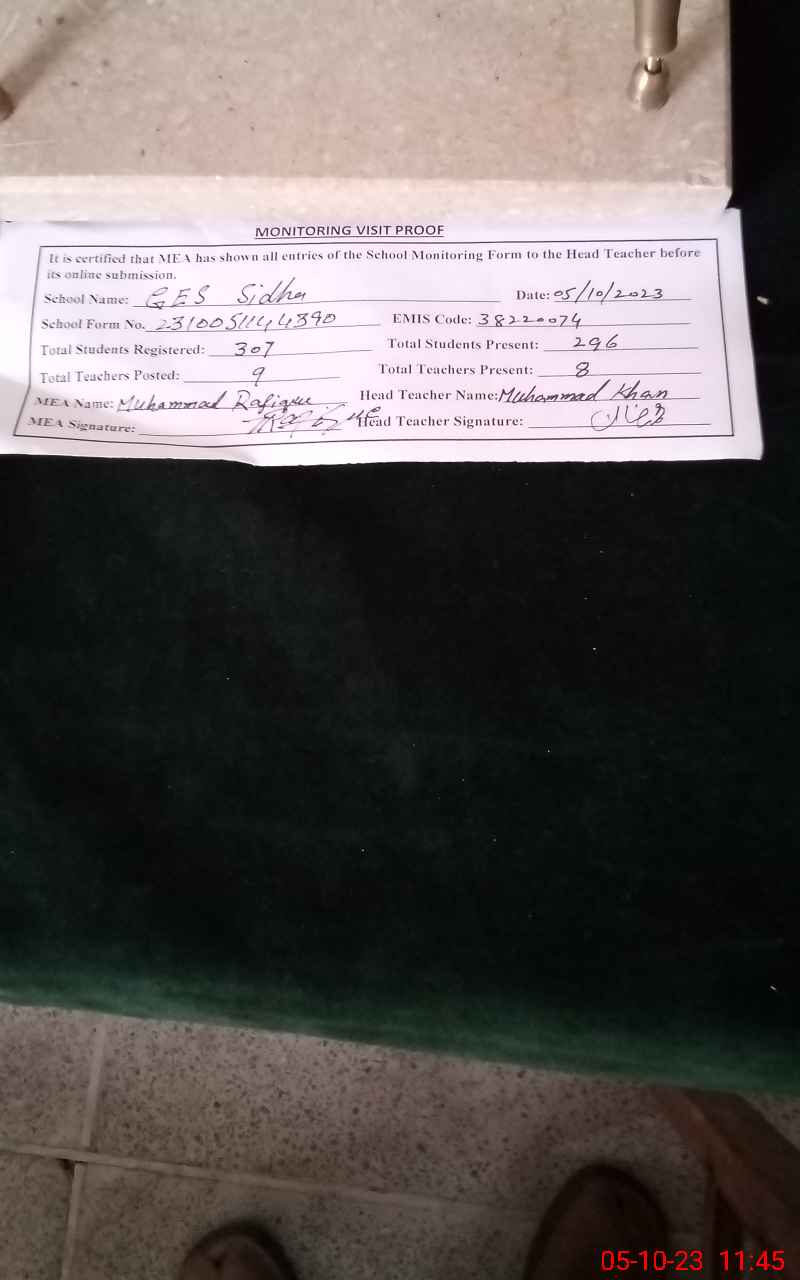 MONITORING VISIT PROOF
It is certified that MEA has shown all entries of the School Monitoring Form to the Head Teacher before
its online submission.
School Name: GES Sidha Date: 05/10/2023
School Form No. EMIS Code: 38220074
Total Students Registered: 307 Total Students Present: 296
Total Teachers Posted: 9 Total Teachers Present: 8
MEA Name: Muhammad Rafique Head Teacher Name: Muhammad Khan
MEA Signature: Head Teacher Signature:
05-10-23 11:45